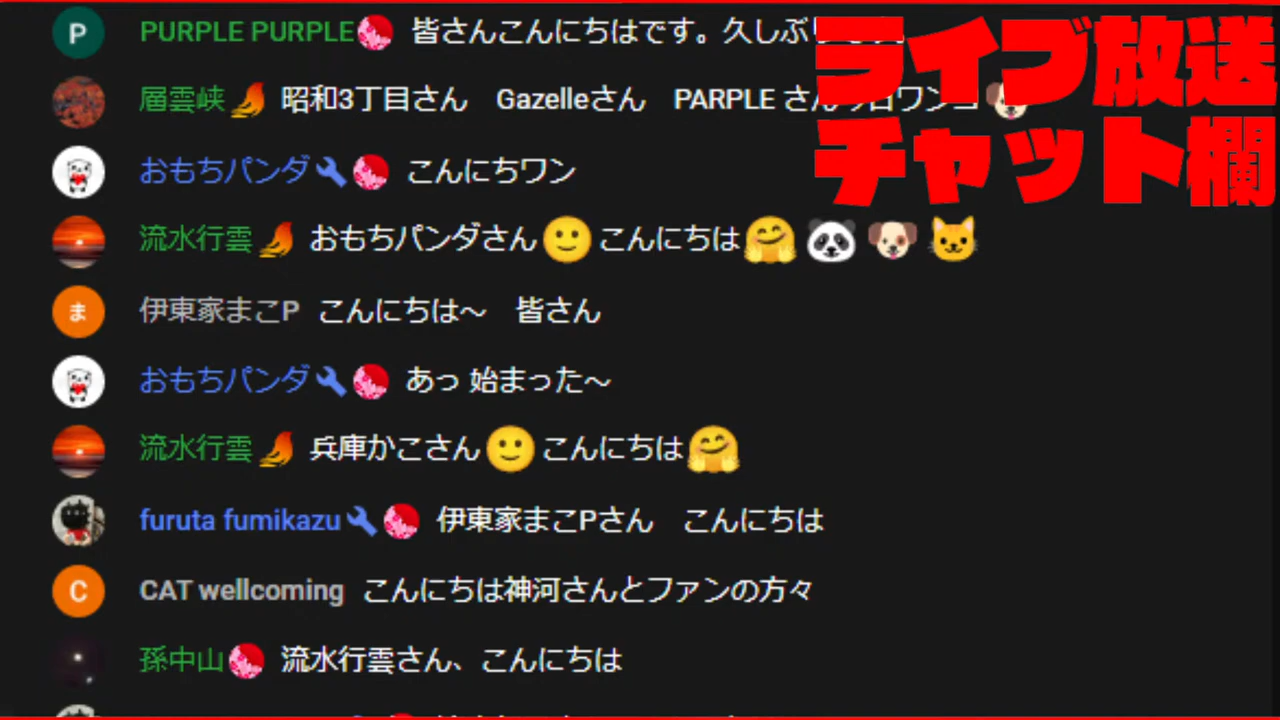 P PURPLE PURPLE 皆さんこんにちはです。久しぶ
ライブ放送
チャット欄
層雲峡 昭和3丁目さん Gazelleさん PARPLE さん
おもちパンダ こんにちワン
流水行雲 おもちパンダさん🙂こんにちは🤗🐼🐶🐱
ま 伊東家まこP こんにちは〜 皆さん
おもちパンダ あっ 始まった〜
流水行雲 兵庫かこさん🙂こんにちは🤗
furuta fumikazu 伊東家まこPさん こんにちは
C CAT wellcoming こんにちは神河さんとファンの方々
孫中山 流水行雲さん、こんにちは